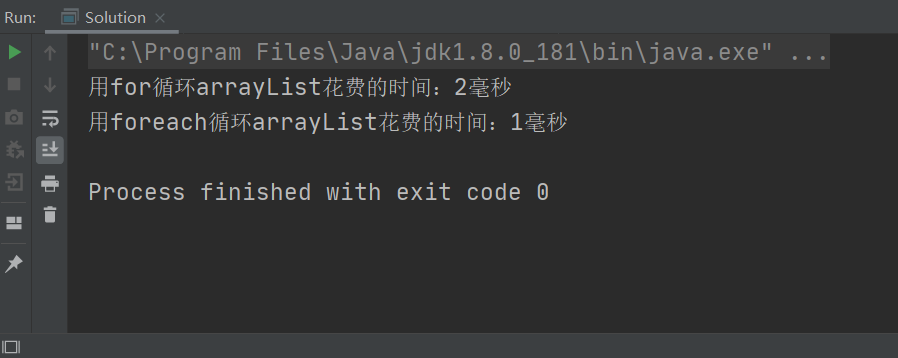 Run: Solution
"C:\Program Files\Java\jdk1.8.0_181\bin\java.exe" ...
用for循环arrayList花费的时间：2毫秒
用foreach循环arrayList花费的时间：1毫秒
Process finished with exit code 0